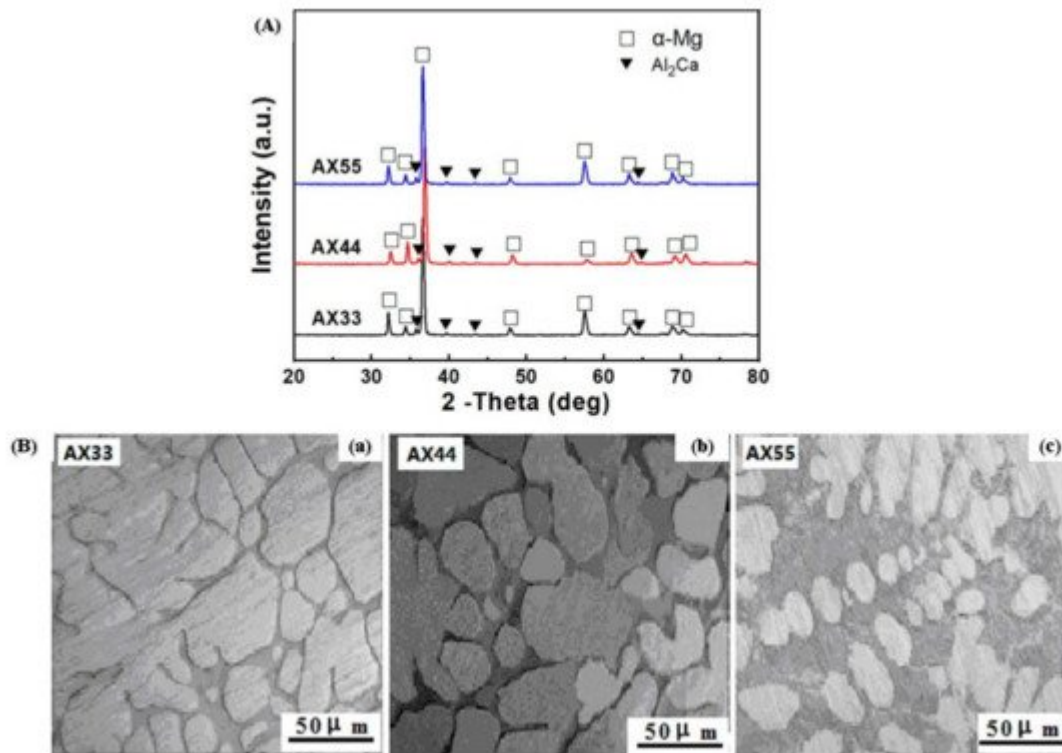 (A)
□ α-Mg
▼ Al₂Ca
Intensity (a.u.)
AX55
AX44
AX33
20 30 40 50 60 70 80
2 -Theta (deg)
(B)
AX33 (a)
50 μ m
AX44 (b)
50 μ m
AX55 (c)
50 μ m